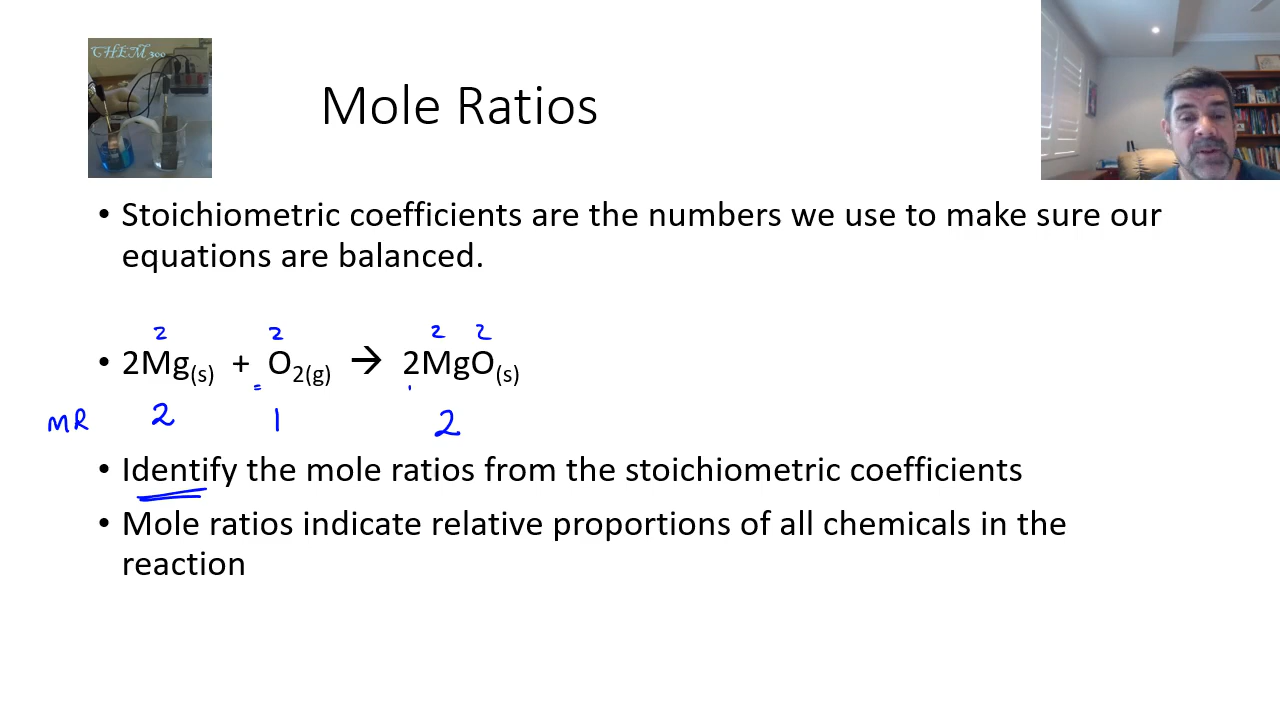 CHEM300
Mole Ratios
• Stoichiometric coefficients are the numbers we use to make sure our
equations are balanced.
2 2 2 2
• 2Mg(s) + O2(g) → 2MgO(s)
MR 2 1 2
• Identify the mole ratios from the stoichiometric coefficients
• Mole ratios indicate relative proportions of all chemicals in the
reaction